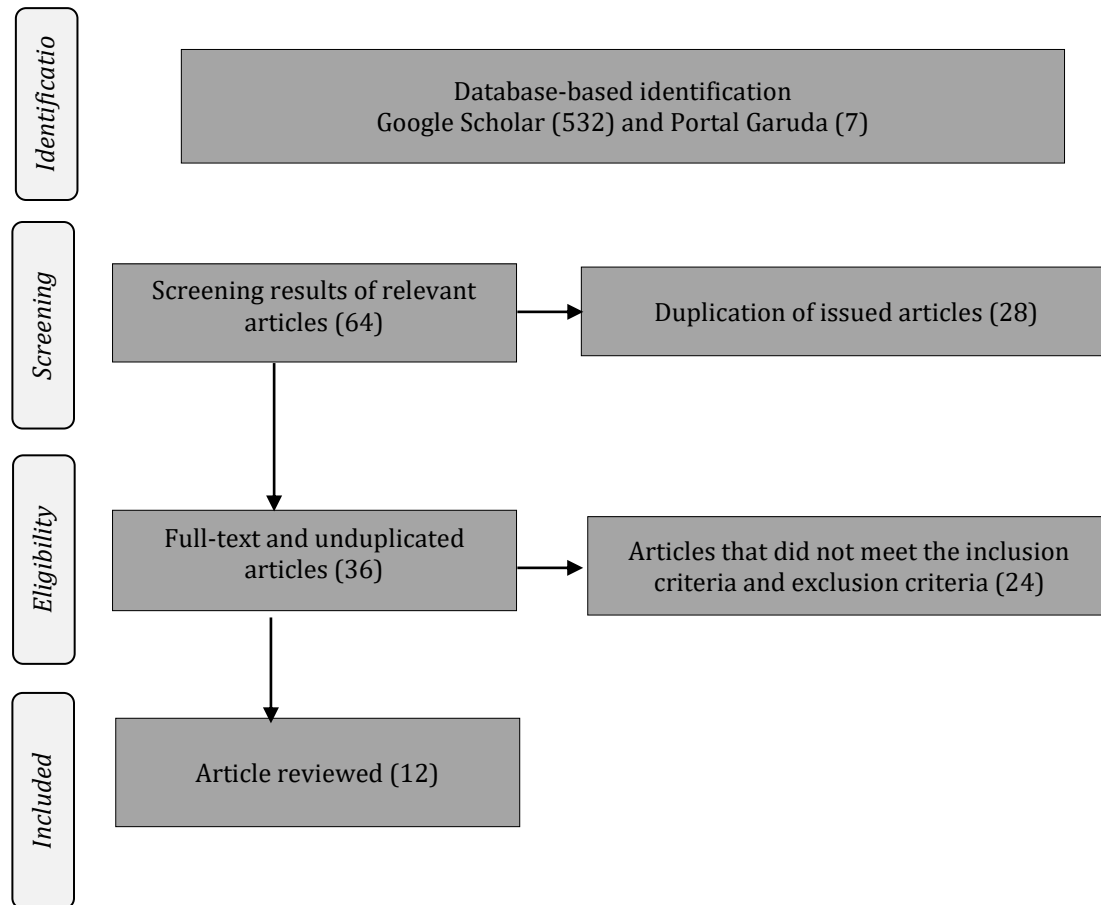 Identificatio
Database-based identification
Google Scholar (532) and Portal Garuda (7)
Screening
Screening results of relevant
articles (64)
Duplication of issued articles (28)
Eligibility
Full-text and unduplicated
articles (36)
Articles that did not meet the inclusion
criteria and exclusion criteria (24)
Included
Article reviewed (12)